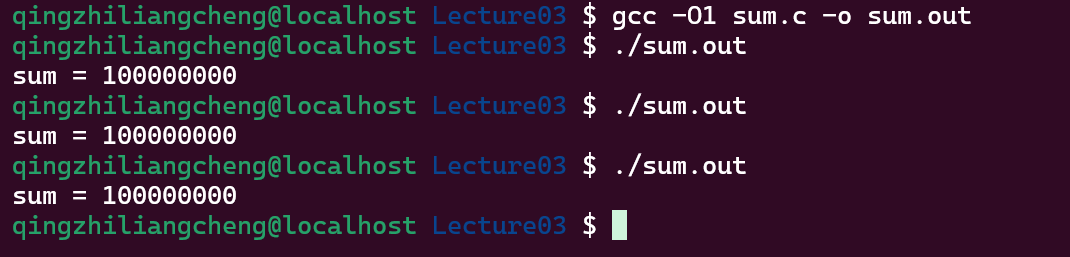 qingzhiliangcheng@localhost Lecture03 $ gcc -O1 sum.c -o sum.out
qingzhiliangcheng@localhost Lecture03 $ ./sum.out
sum = 100000000
qingzhiliangcheng@localhost Lecture03 $ ./sum.out
sum = 100000000
qingzhiliangcheng@localhost Lecture03 $ ./sum.out
sum = 100000000
qingzhiliangcheng@localhost Lecture03 $